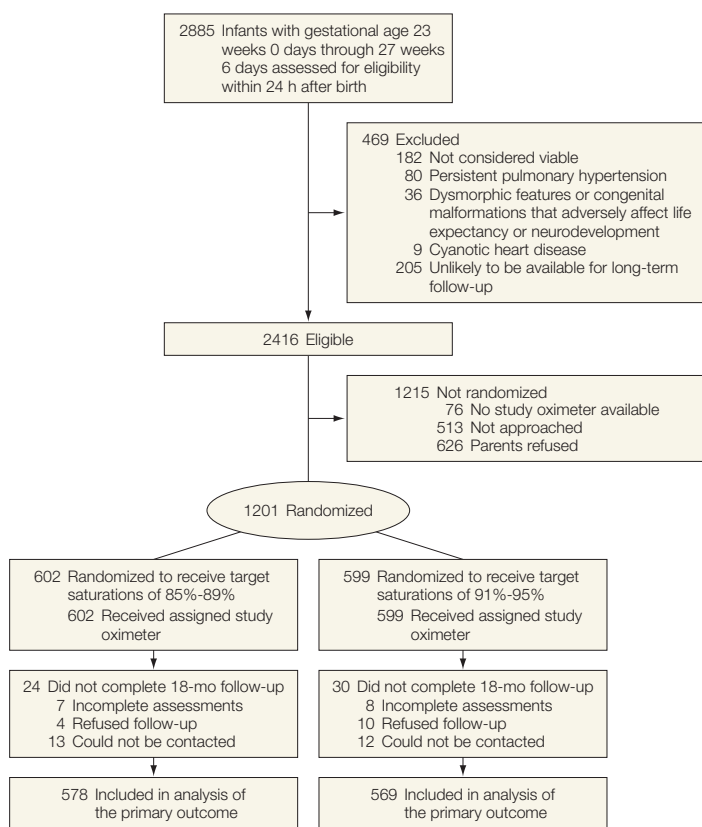 2885 Infants with gestational age 23
weeks 0 days through 27 weeks
6 days assessed for eligibility
within 24 h after birth
469 Excluded
182 Not considered viable
80 Persistent pulmonary hypertension
36 Dysmorphic features or congenital
malformations that adversely affect life
expectancy or neurodevelopment
9 Cyanotic heart disease
205 Unlikely to be available for long-term
follow-up
2416 Eligible
1215 Not randomized
76 No study oximeter available
513 Not approached
626 Parents refused
1201 Randomized
602 Randomized to receive target
saturations of 85%-89%
602 Received assigned study
oximeter
599 Randomized to receive target
saturations of 91%-95%
599 Received assigned study
oximeter
24 Did not complete 18-mo follow-up
7 Incomplete assessments
4 Refused follow-up
13 Could not be contacted
30 Did not complete 18-mo follow-up
8 Incomplete assessments
10 Refused follow-up
12 Could not be contacted
578 Included in analysis of
the primary outcome
569 Included in analysis of
the primary outcome